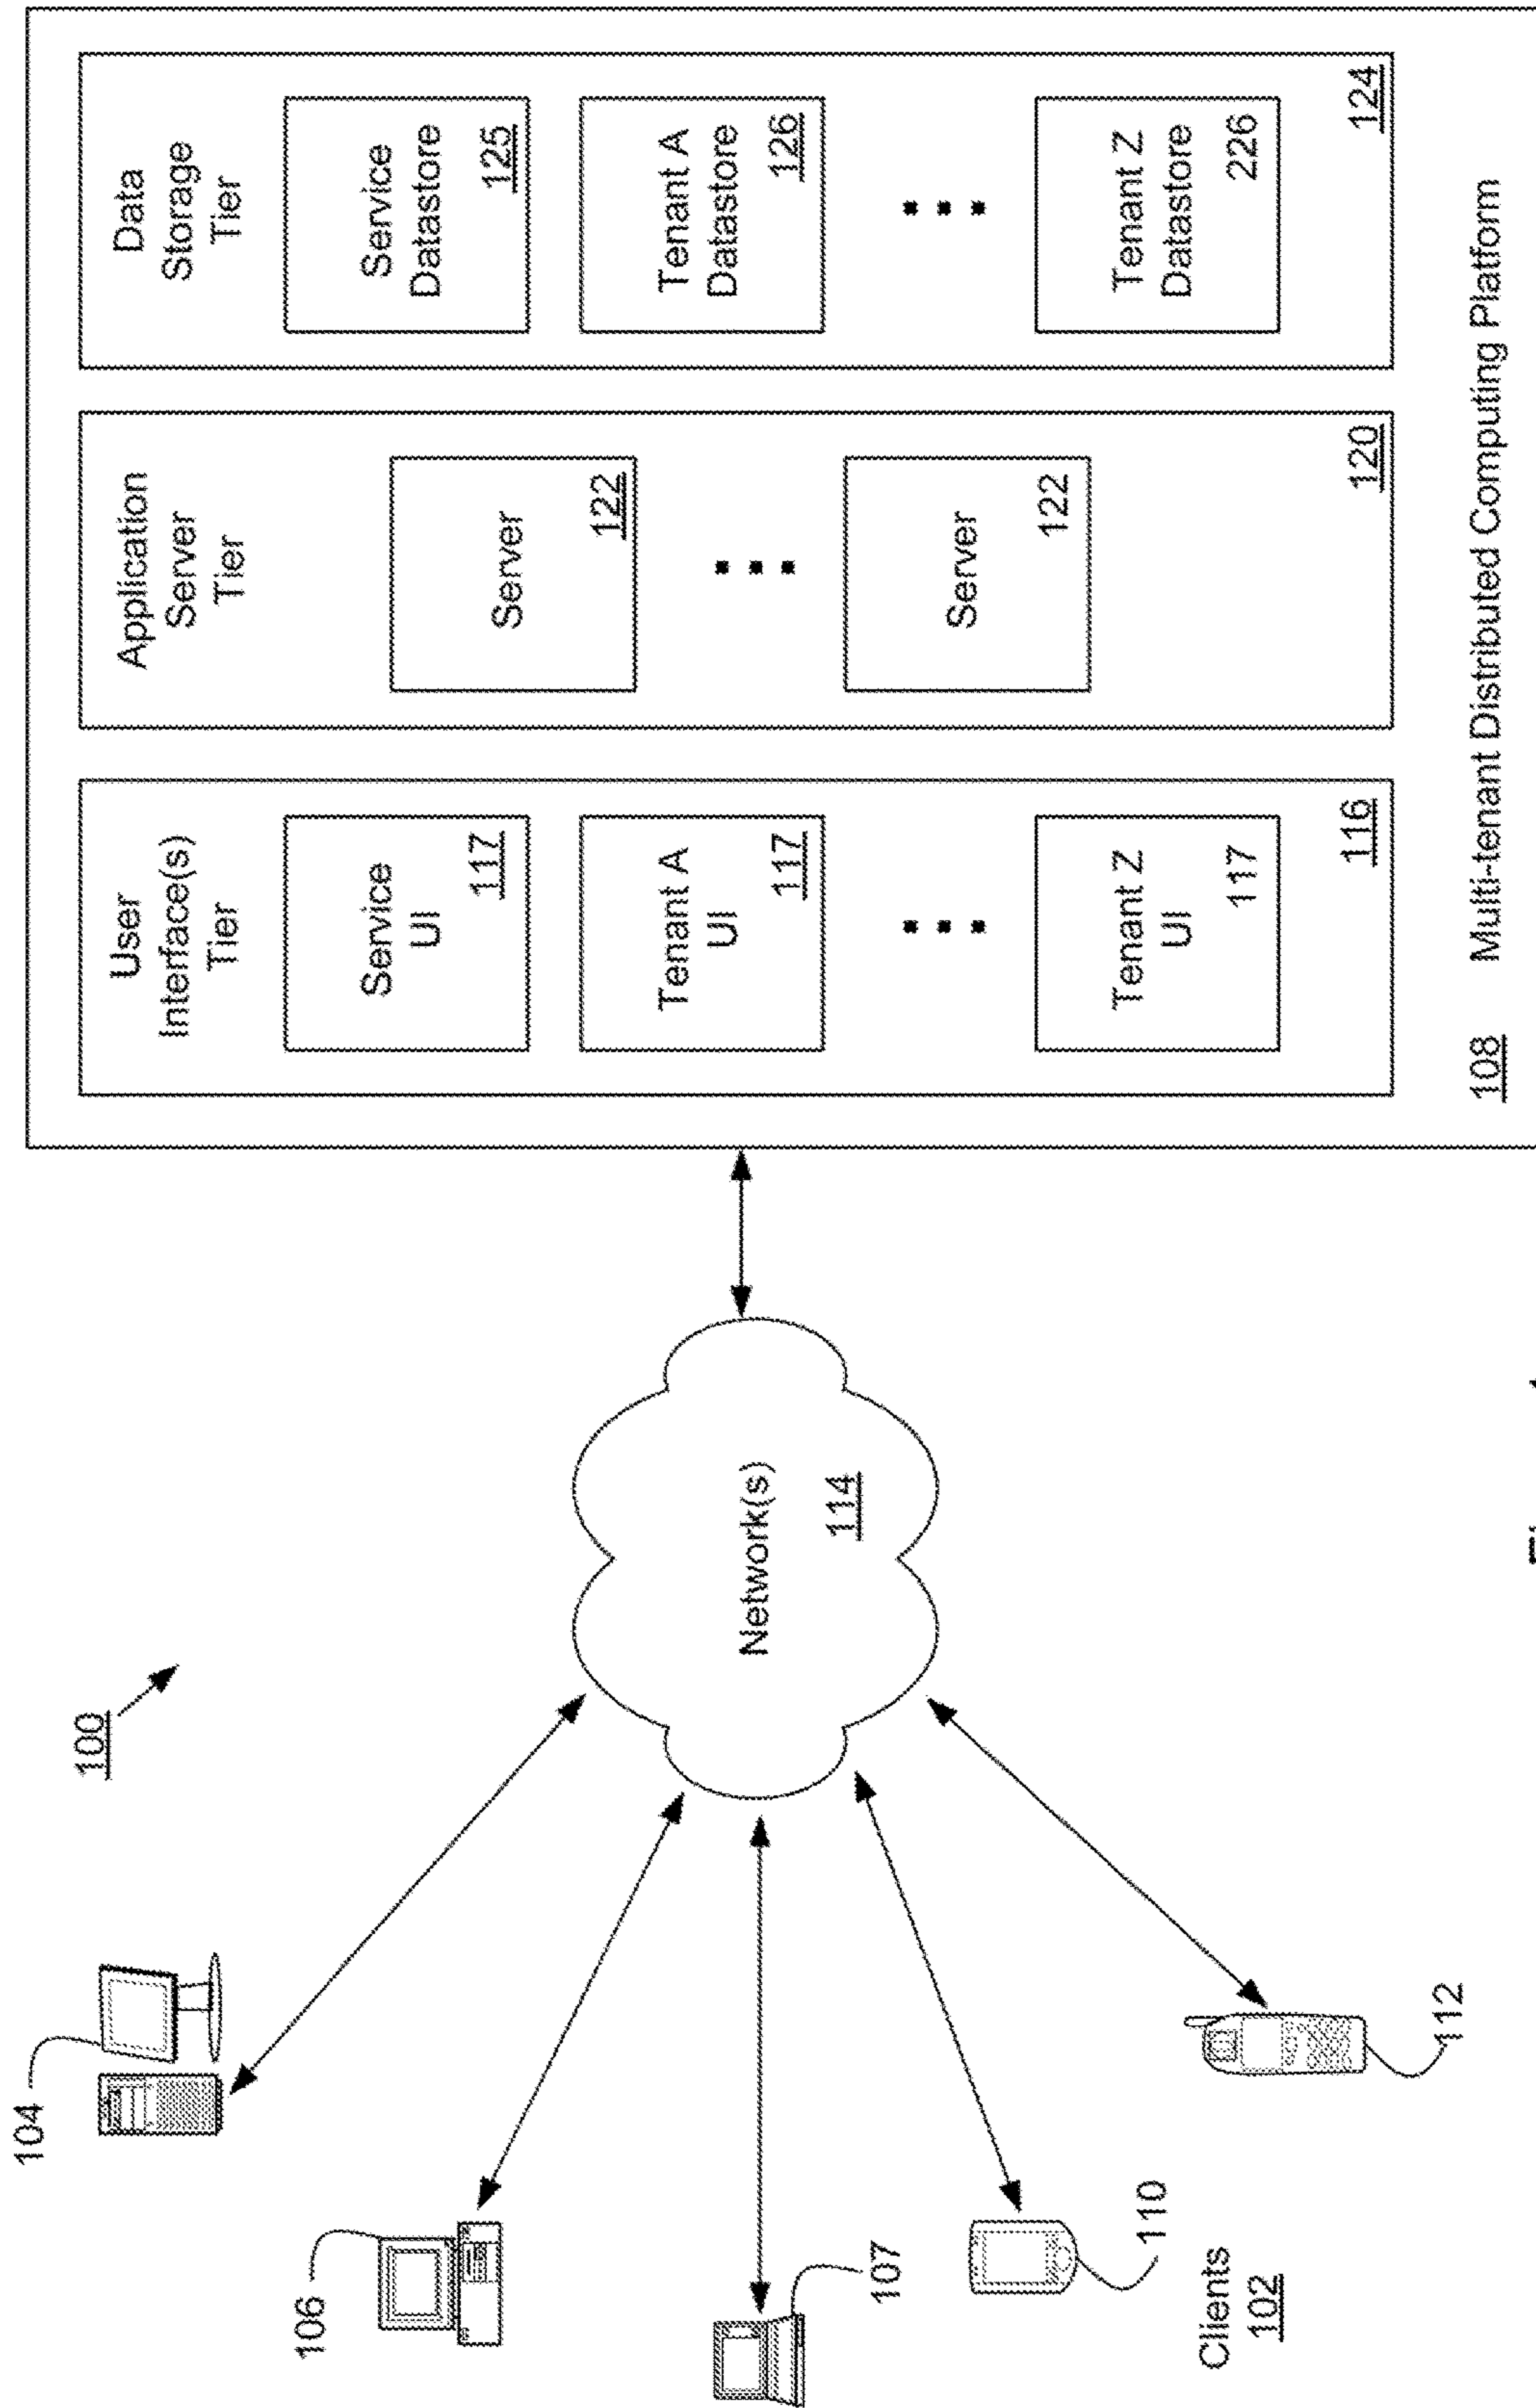 100
104
106
107
110
112
Clients
102
Network(s)
114
User
Interface(s)
Tier
Service
UI
117
Tenant A
UI
117
Tenant Z
UI
117
116
Application
Server
Tier
Server
122
Server
122
120
Data
Storage
Tier
Service
Datastore
125
Tenant A
Datastore
126
Tenant Z
Datastore
226
124
108 Multi-tenant Distributed Computing Platform